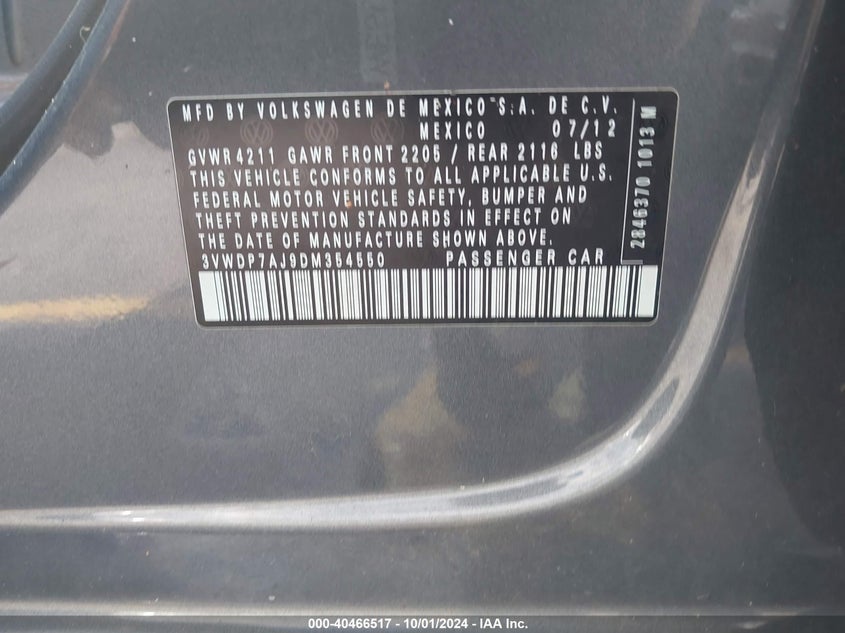 MFD BY VOLKSWAGEN DE MEXICO S.A. DE C.V.
MEXICO 07/12
GVWR 4211 GAWR FRONT 2205 / REAR 2116 LBS
THIS VEHICLE CONFORMS TO ALL APPLICABLE U.S.
FEDERAL MOTOR VEHICLE SAFETY, BUMPER AND
THEFT PREVENTION STANDARDS IN EFFECT ON
THE DATE OF MANUFACTURE SHOWN ABOVE.
3VWDP7AJ9DM354550 PASSENGER CAR
2846370 1013 M
000-40466517 - 10/01/2024 - IAA Inc.